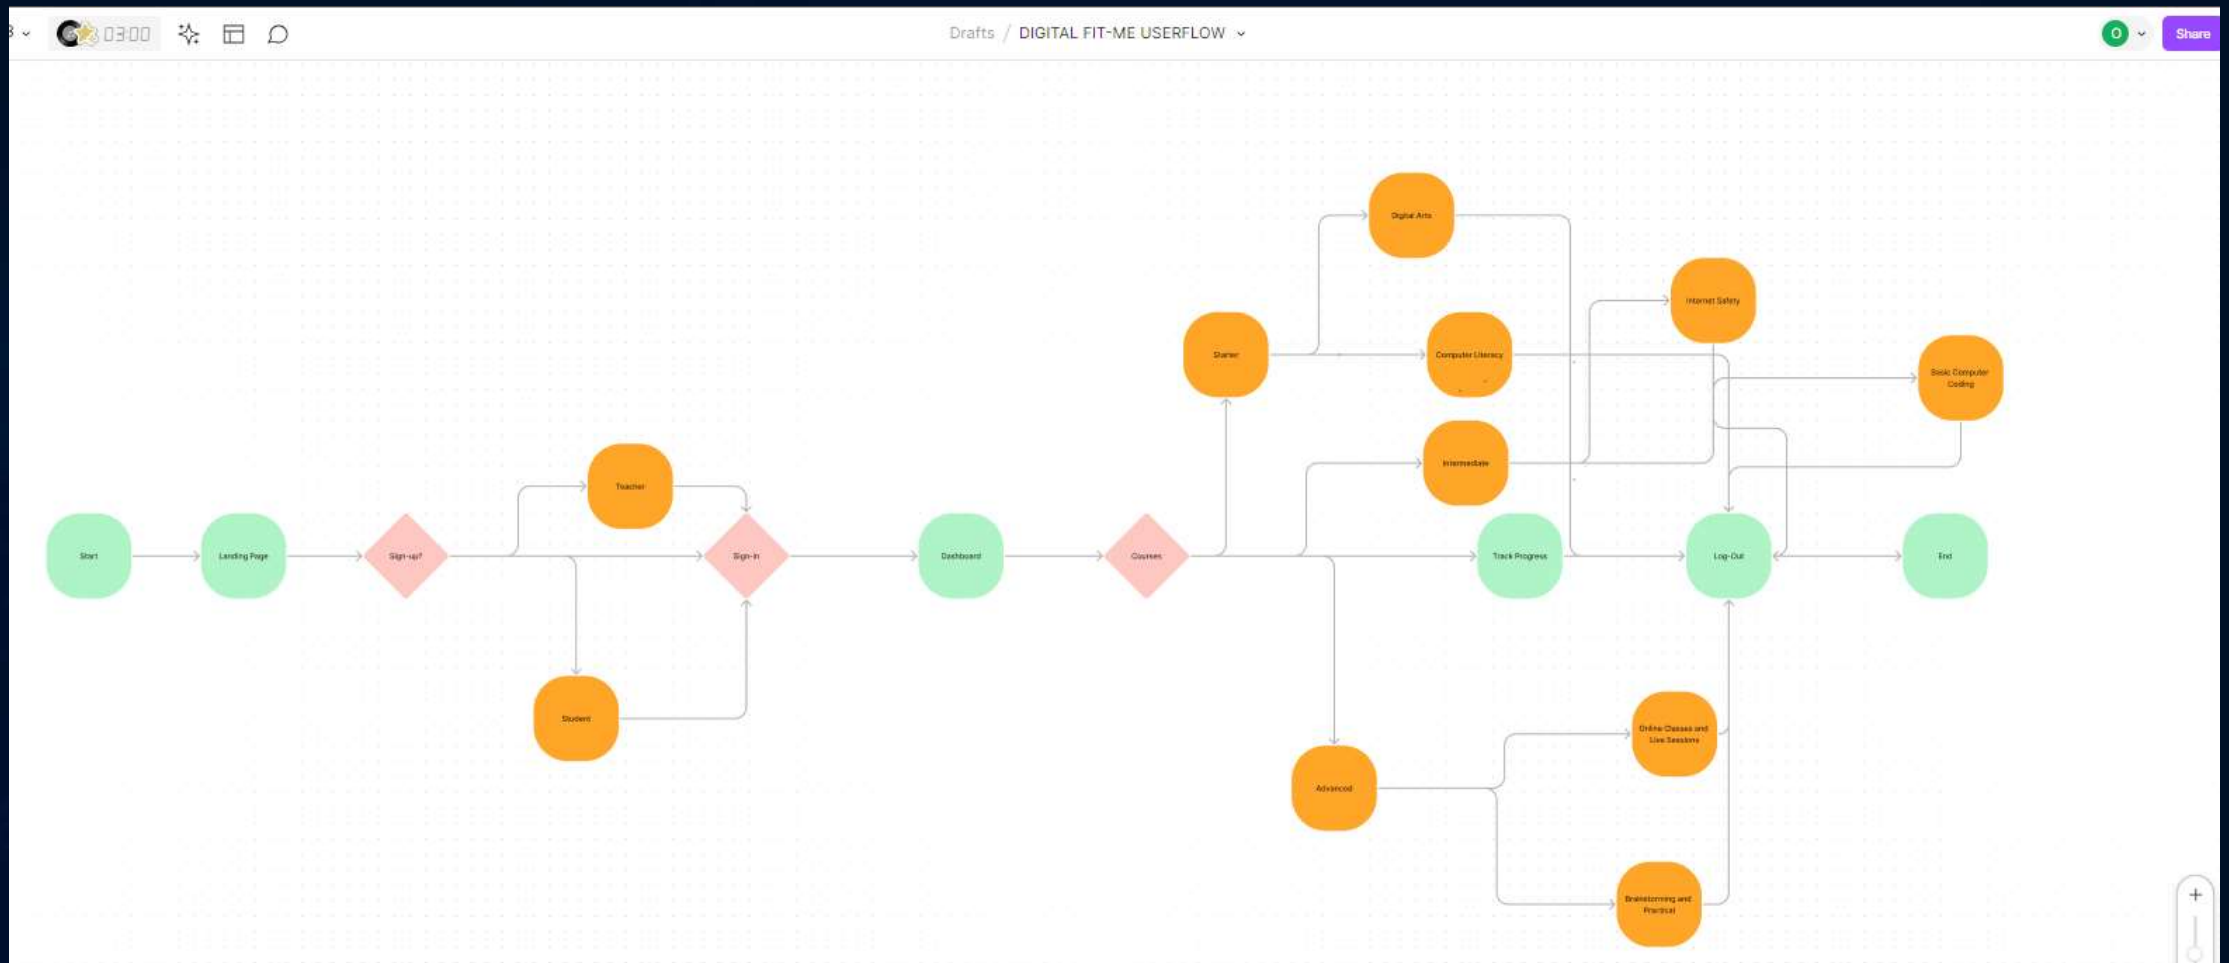 03:00
Drafts / DIGITAL FIT-ME USERFLOW
O
Share
Digital Arts
Internet Safety
Starter
Computer Literacy
Basic Computer
Coding
Intermediate
Teacher
Start
Landing Page
Sign-up?
Sign-in
Dashboard
Courses
Track Progress
Log-Out
End
Student
Online Classes and
Live Sessions
Advanced
Brainstorming and
Practical